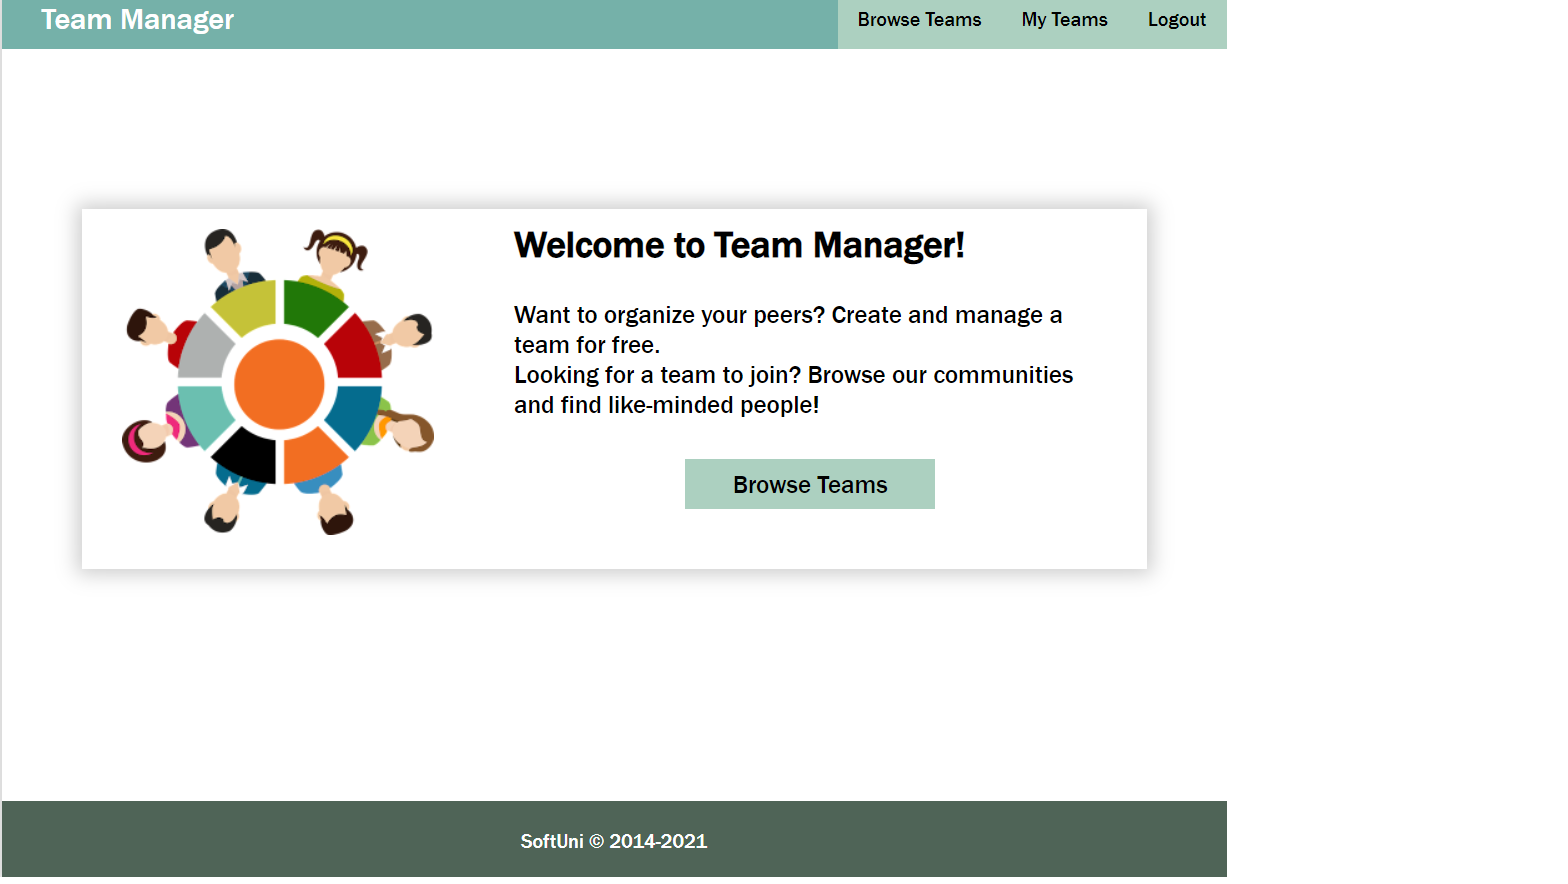 Team Manager
Browse Teams
My Teams
Logout
Welcome to Team Manager!
Want to organize your peers? Create and manage a
team for free.
Looking for a team to join? Browse our communities
and find like-minded people!
Browse Teams
SoftUni © 2014-2021